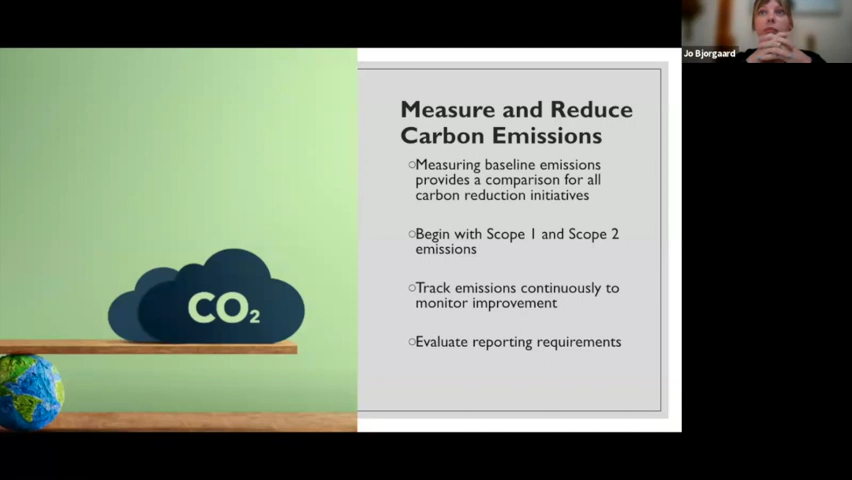 Jo Bjorgaard
Measure and Reduce
Carbon Emissions
○Measuring baseline emissions
provides a comparison for all
carbon reduction initiatives
○Begin with Scope 1 and Scope 2
emissions
○Track emissions continuously to
monitor improvement
○Evaluate reporting requirements
CO₂